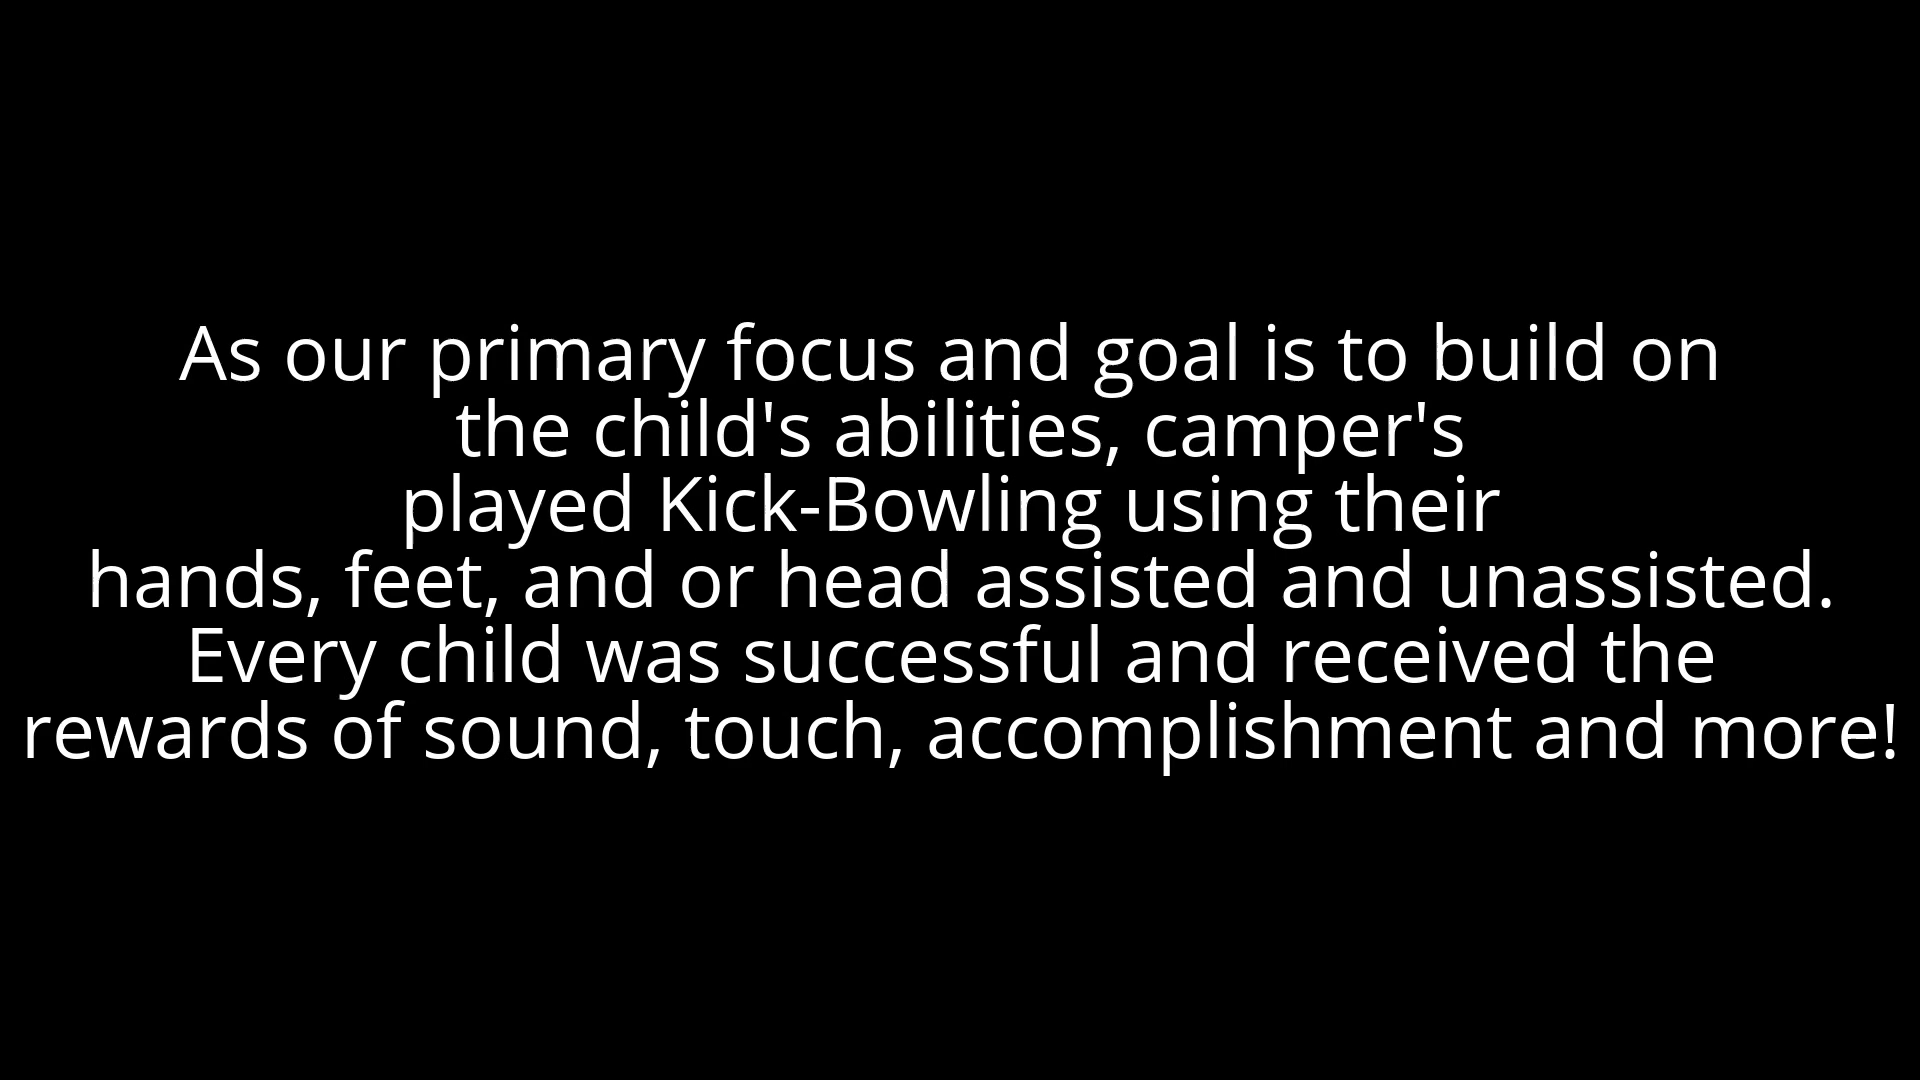 As our primary focus and goal is to build on
the child's abilities, camper's
played Kick-Bowling using their
hands, feet, and or head assisted and unassisted.
Every child was successful and received the
rewards of sound, touch, accomplishment and more!